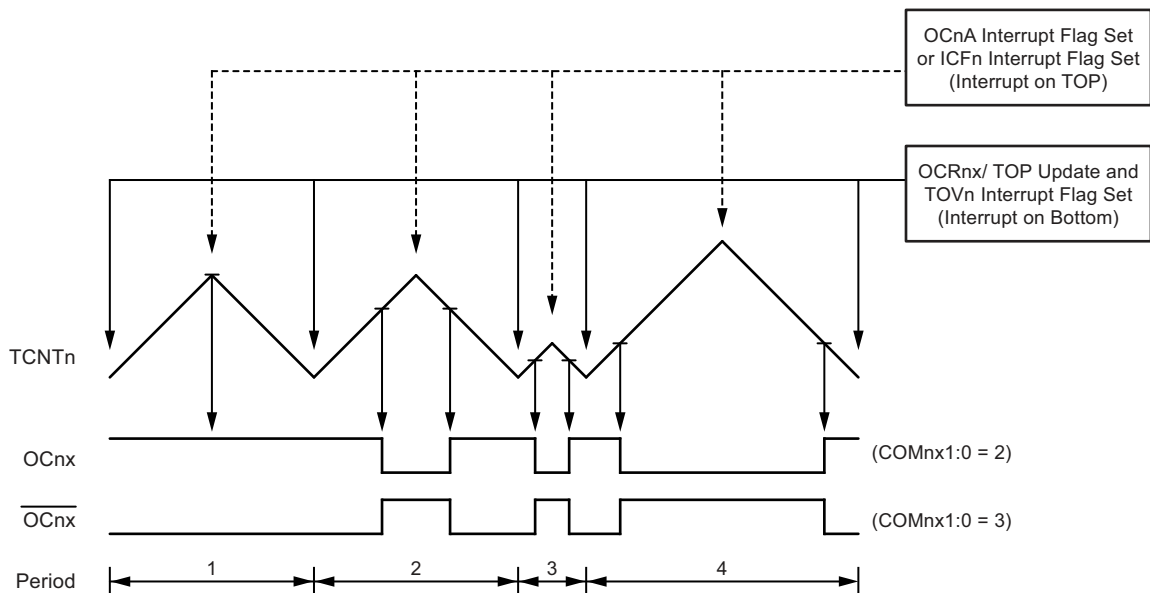 OCnA Interrupt Flag Set
or ICFn Interrupt Flag Set
(Interrupt on TOP)
OCRnx/ TOP Update and
TOVn Interrupt Flag Set
(Interrupt on Bottom)
TCNTn
OCnx
(COMnx1:0 = 2)
OCnx
(COMnx1:0 = 3)
Period
1
2
3
4